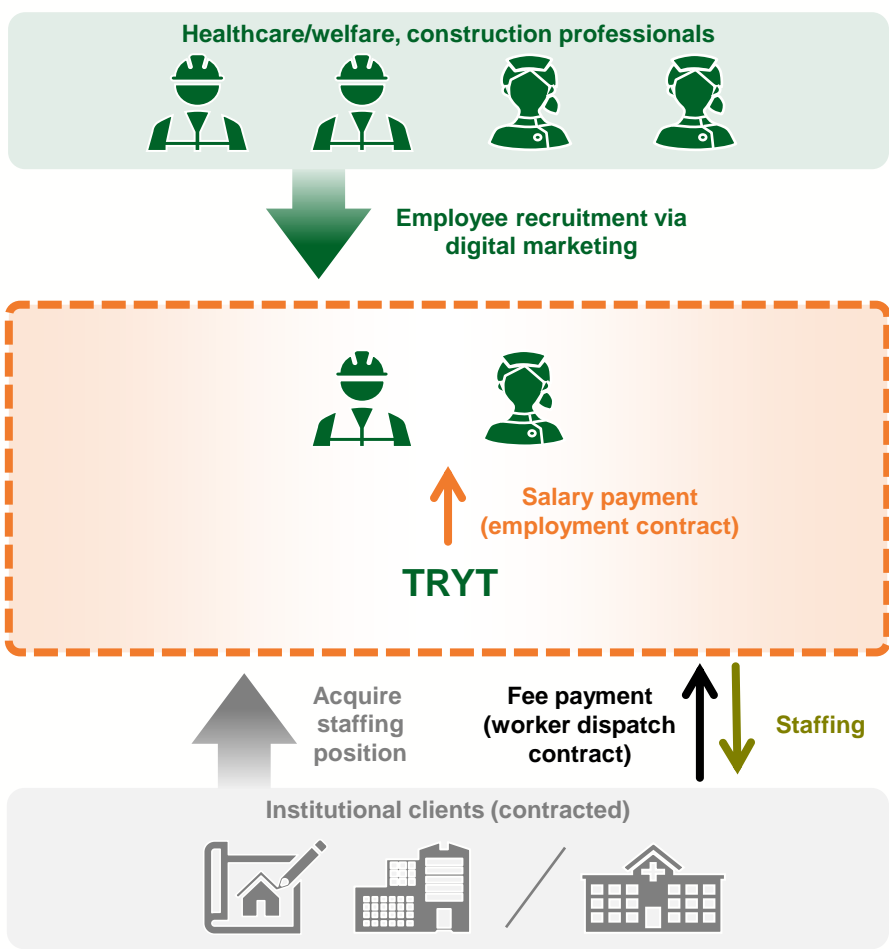 Healthcare/welfare, construction professionals
Employee recruitment via
digital marketing
Salary payment
(employment contract)
TRYT
Acquire
staffing
position
Fee payment
(worker dispatch
contract)
Staffing
Institutional clients (contracted)